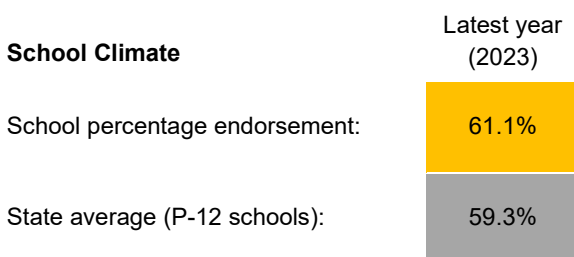 School Climate
Latest year
(2023)
School percentage endorsement: 61.1%
State average (P-12 schools): 59.3%